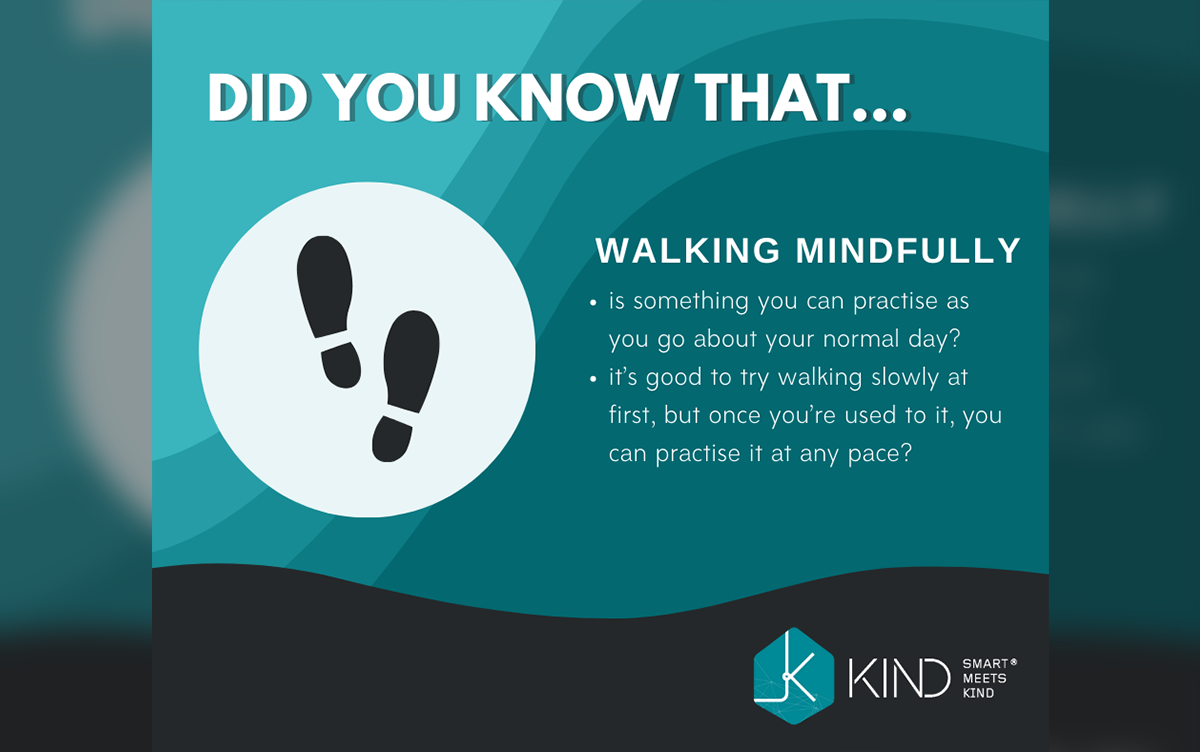 DID YOU KNOW THAT...
WALKING MINDFULLY
• is something you can practise as
you go about your normal day?
• it's good to try walking slowly at
first, but once you're used to it, you
can practise it at any pace?
KIND
SMART®
MEETS
KIND